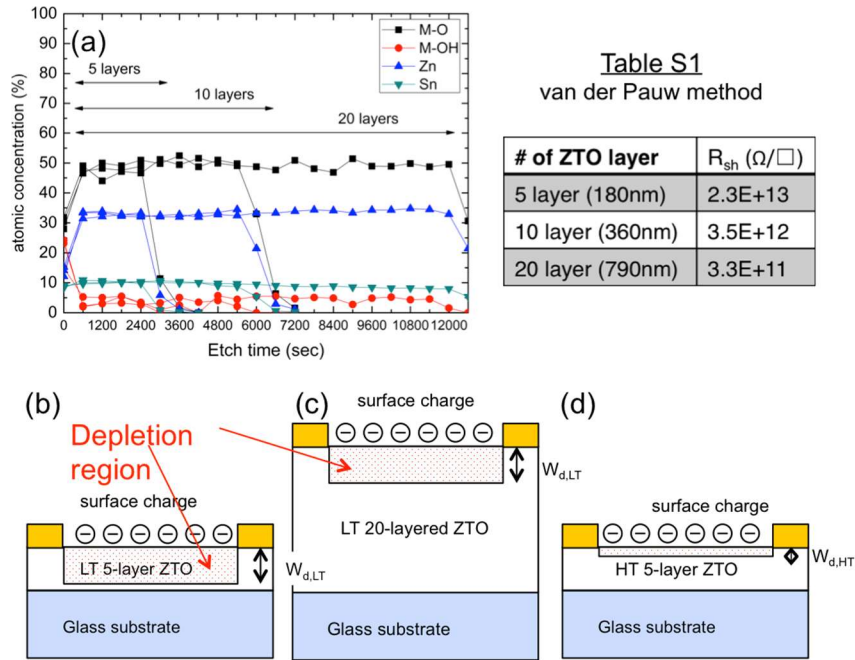 (a)
M-O
M-OH
Zn
Sn
5 layers
10 layers
20 layers
atomic concentration (%)
100
90
80
70
60
50
40
30
20
10
0
0 1200 2400 3600 4800 6000 7200 8400 9600 10800 12000
Etch time (sec)
Table S1
van der Pauw method
# of ZTO layer Rsh (Ω/□)
5 layer (180nm) 2.3E+13
10 layer (360nm) 3.5E+12
20 layer (790nm) 3.3E+11
(b)
Depletion
region
surface charge
LT 5-layer ZTO
Wd,LT
Glass substrate
(c)
surface charge
Wd,LT
LT 20-layered ZTO
Glass substrate
(d)
surface charge
Wd,HT
HT 5-layer ZTO
Glass substrate